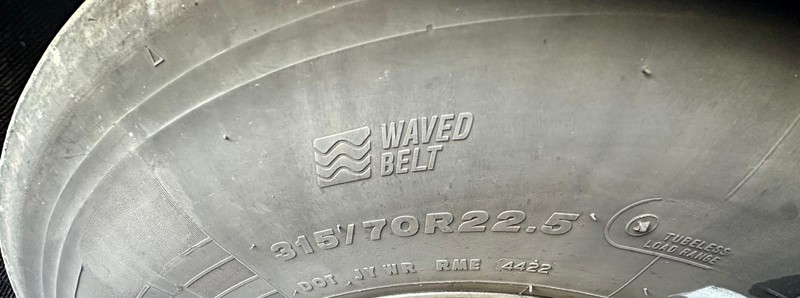 WAVED
BELT
315/70R22.5
TUBELESS
LOAD RANGE
DOT JY WR RME 4422